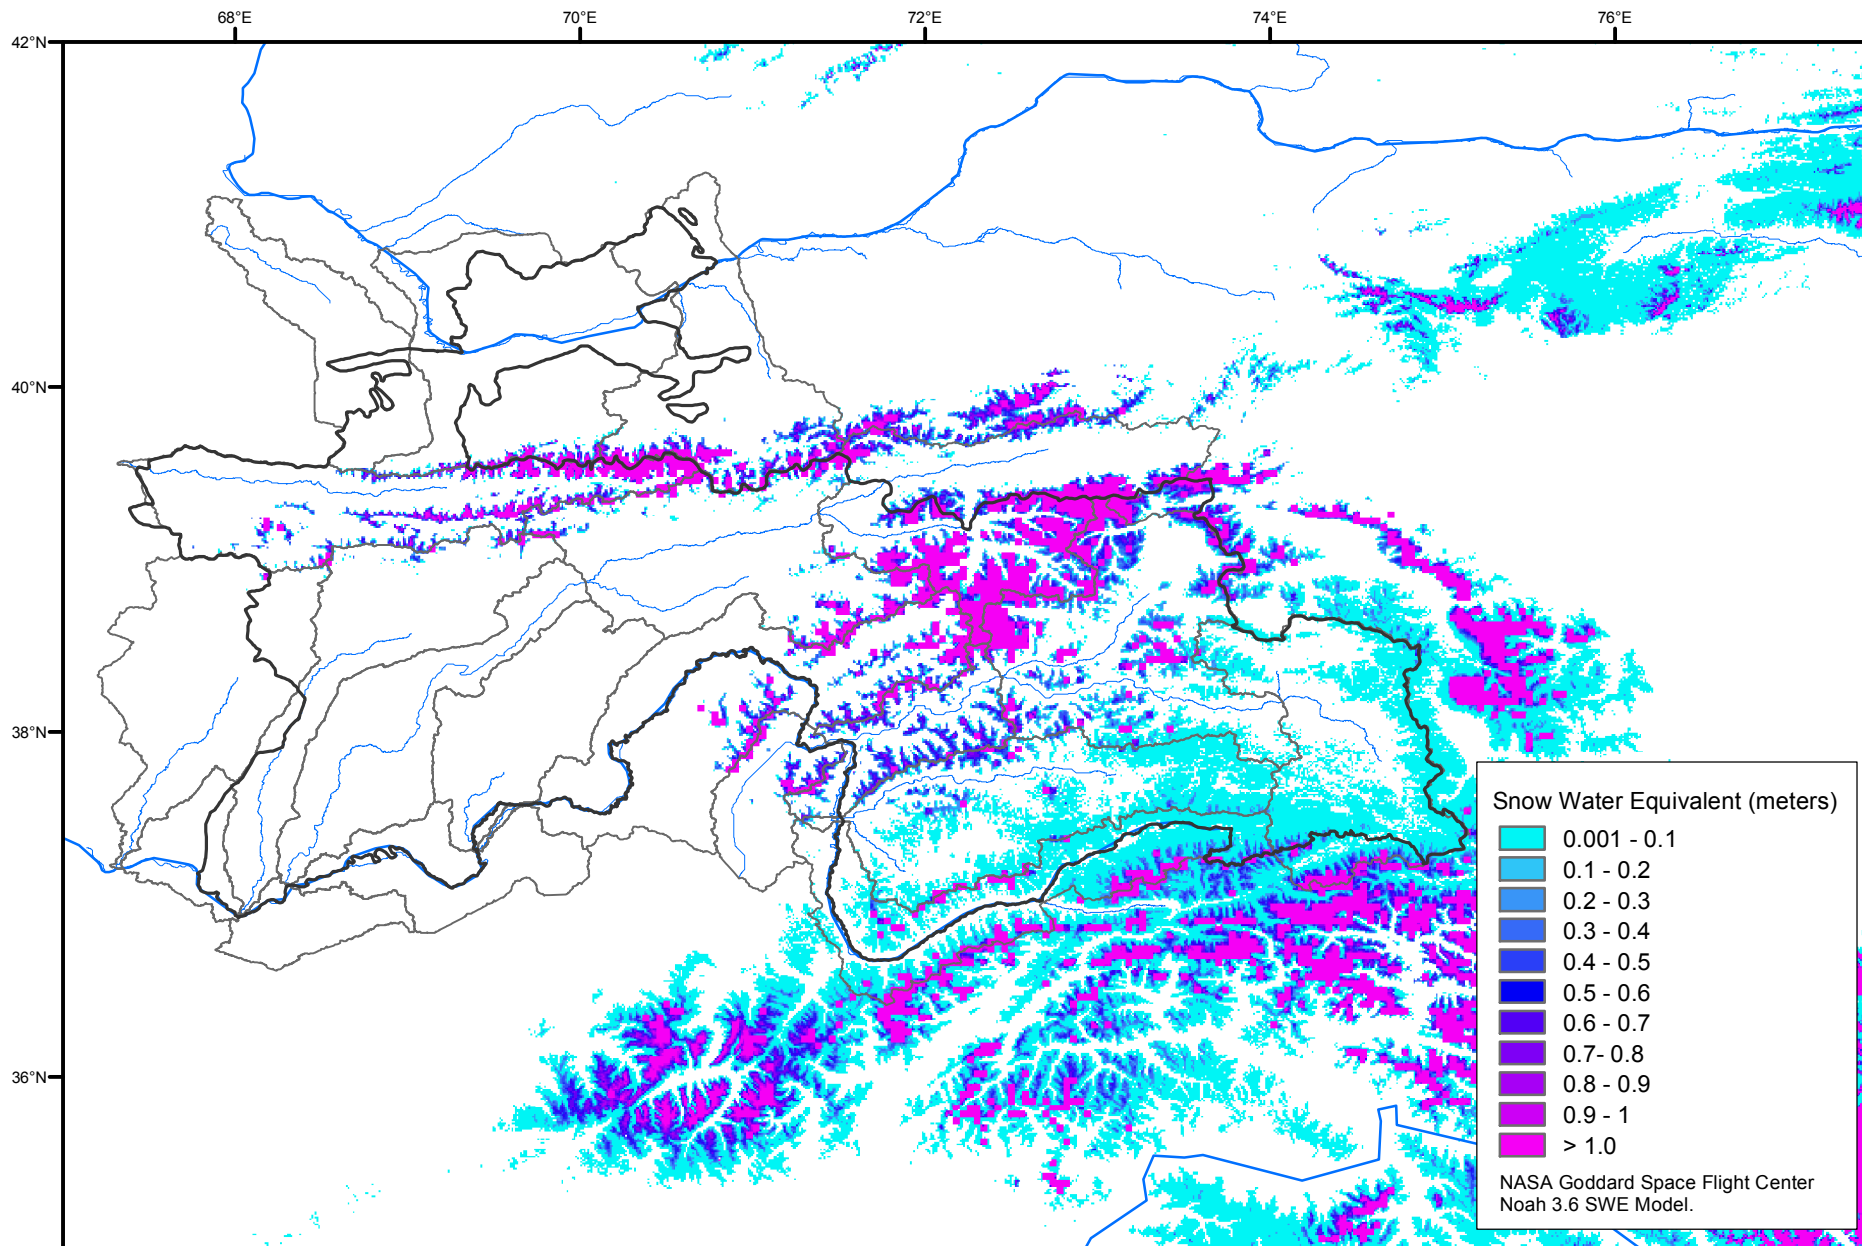 68°E 70°E 72°E 74°E 76°E
42°N
40°N
38°N
36°N
Snow Water Equivalent (meters)
0.001 - 0.1
0.1 - 0.2
0.2 - 0.3
0.3 - 0.4
0.4 - 0.5
0.5 - 0.6
0.6 - 0.7
0.7- 0.8
0.8 - 0.9
0.9 - 1
> 1.0
NASA Goddard Space Flight Center
Noah 3.6 SWE Model.